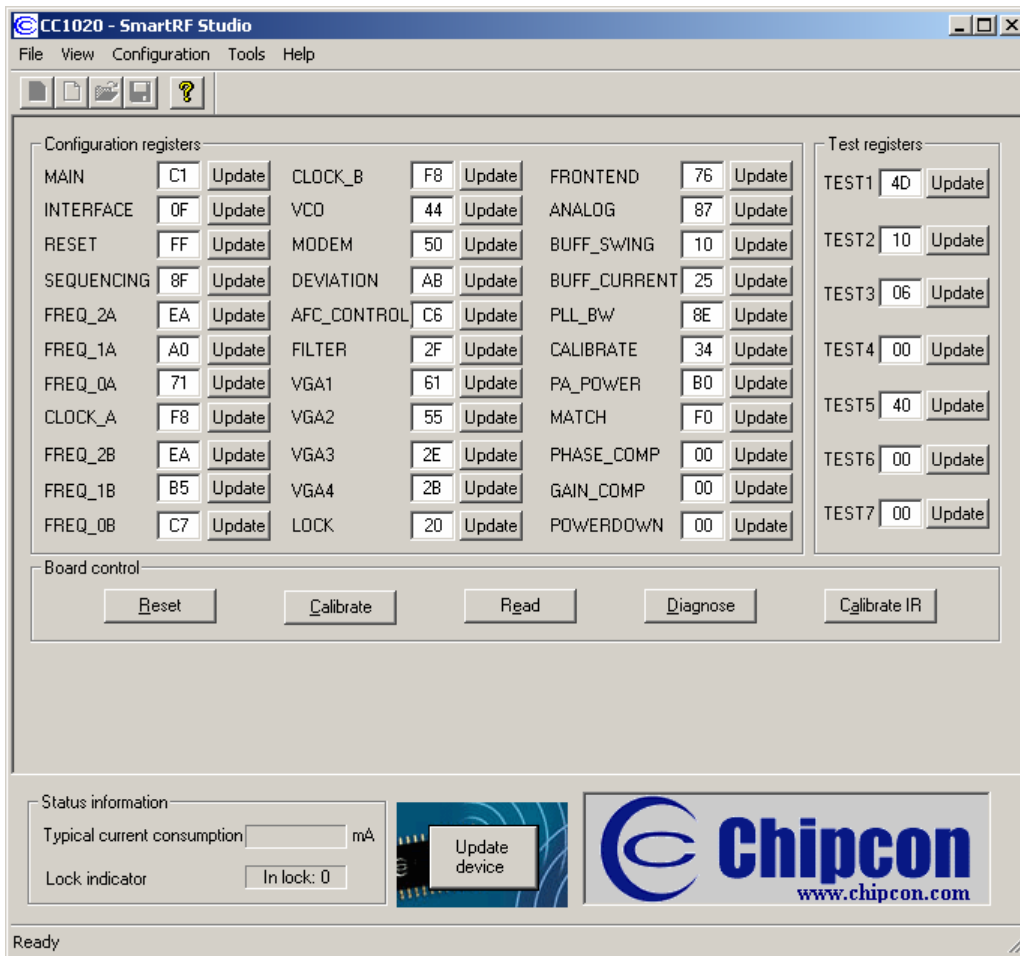 CC1020 - SmartRF Studio
File View Configuration Tools Help
Configuration registers
MAIN C1 Update CLOCK_B F8 Update FRONTEND 76 Update
INTERFACE 0F Update VCO 44 Update ANALOG 87 Update
RESET FF Update MODEM 50 Update BUFF_SWING 10 Update
SEQUENCING 8F Update DEVIATION AB Update BUFF_CURRENT 25 Update
FREQ_2A EA Update AFC_CONTROL C6 Update PLL_BW 8E Update
FREQ_1A A0 Update FILTER 2F Update CALIBRATE 34 Update
FREQ_0A 71 Update VGA1 61 Update PA_POWER B0 Update
CLOCK_A F8 Update VGA2 55 Update MATCH F0 Update
FREQ_2B EA Update VGA3 2E Update PHASE_COMP 00 Update
FREQ_1B B5 Update VGA4 2B Update GAIN_COMP 00 Update
FREQ_0B C7 Update LOCK 20 Update POWERDOWN 00 Update
Test registers
TEST1 4D Update
TEST2 10 Update
TEST3 06 Update
TEST4 00 Update
TEST5 40 Update
TEST6 00 Update
TEST7 00 Update
Board control
Reset Calibrate Read Diagnose Calibrate IR
Status information
Typical current consumption mA
Lock indicator In lock: 0
Update
device
Chipcon
www.chipcon.com
Ready